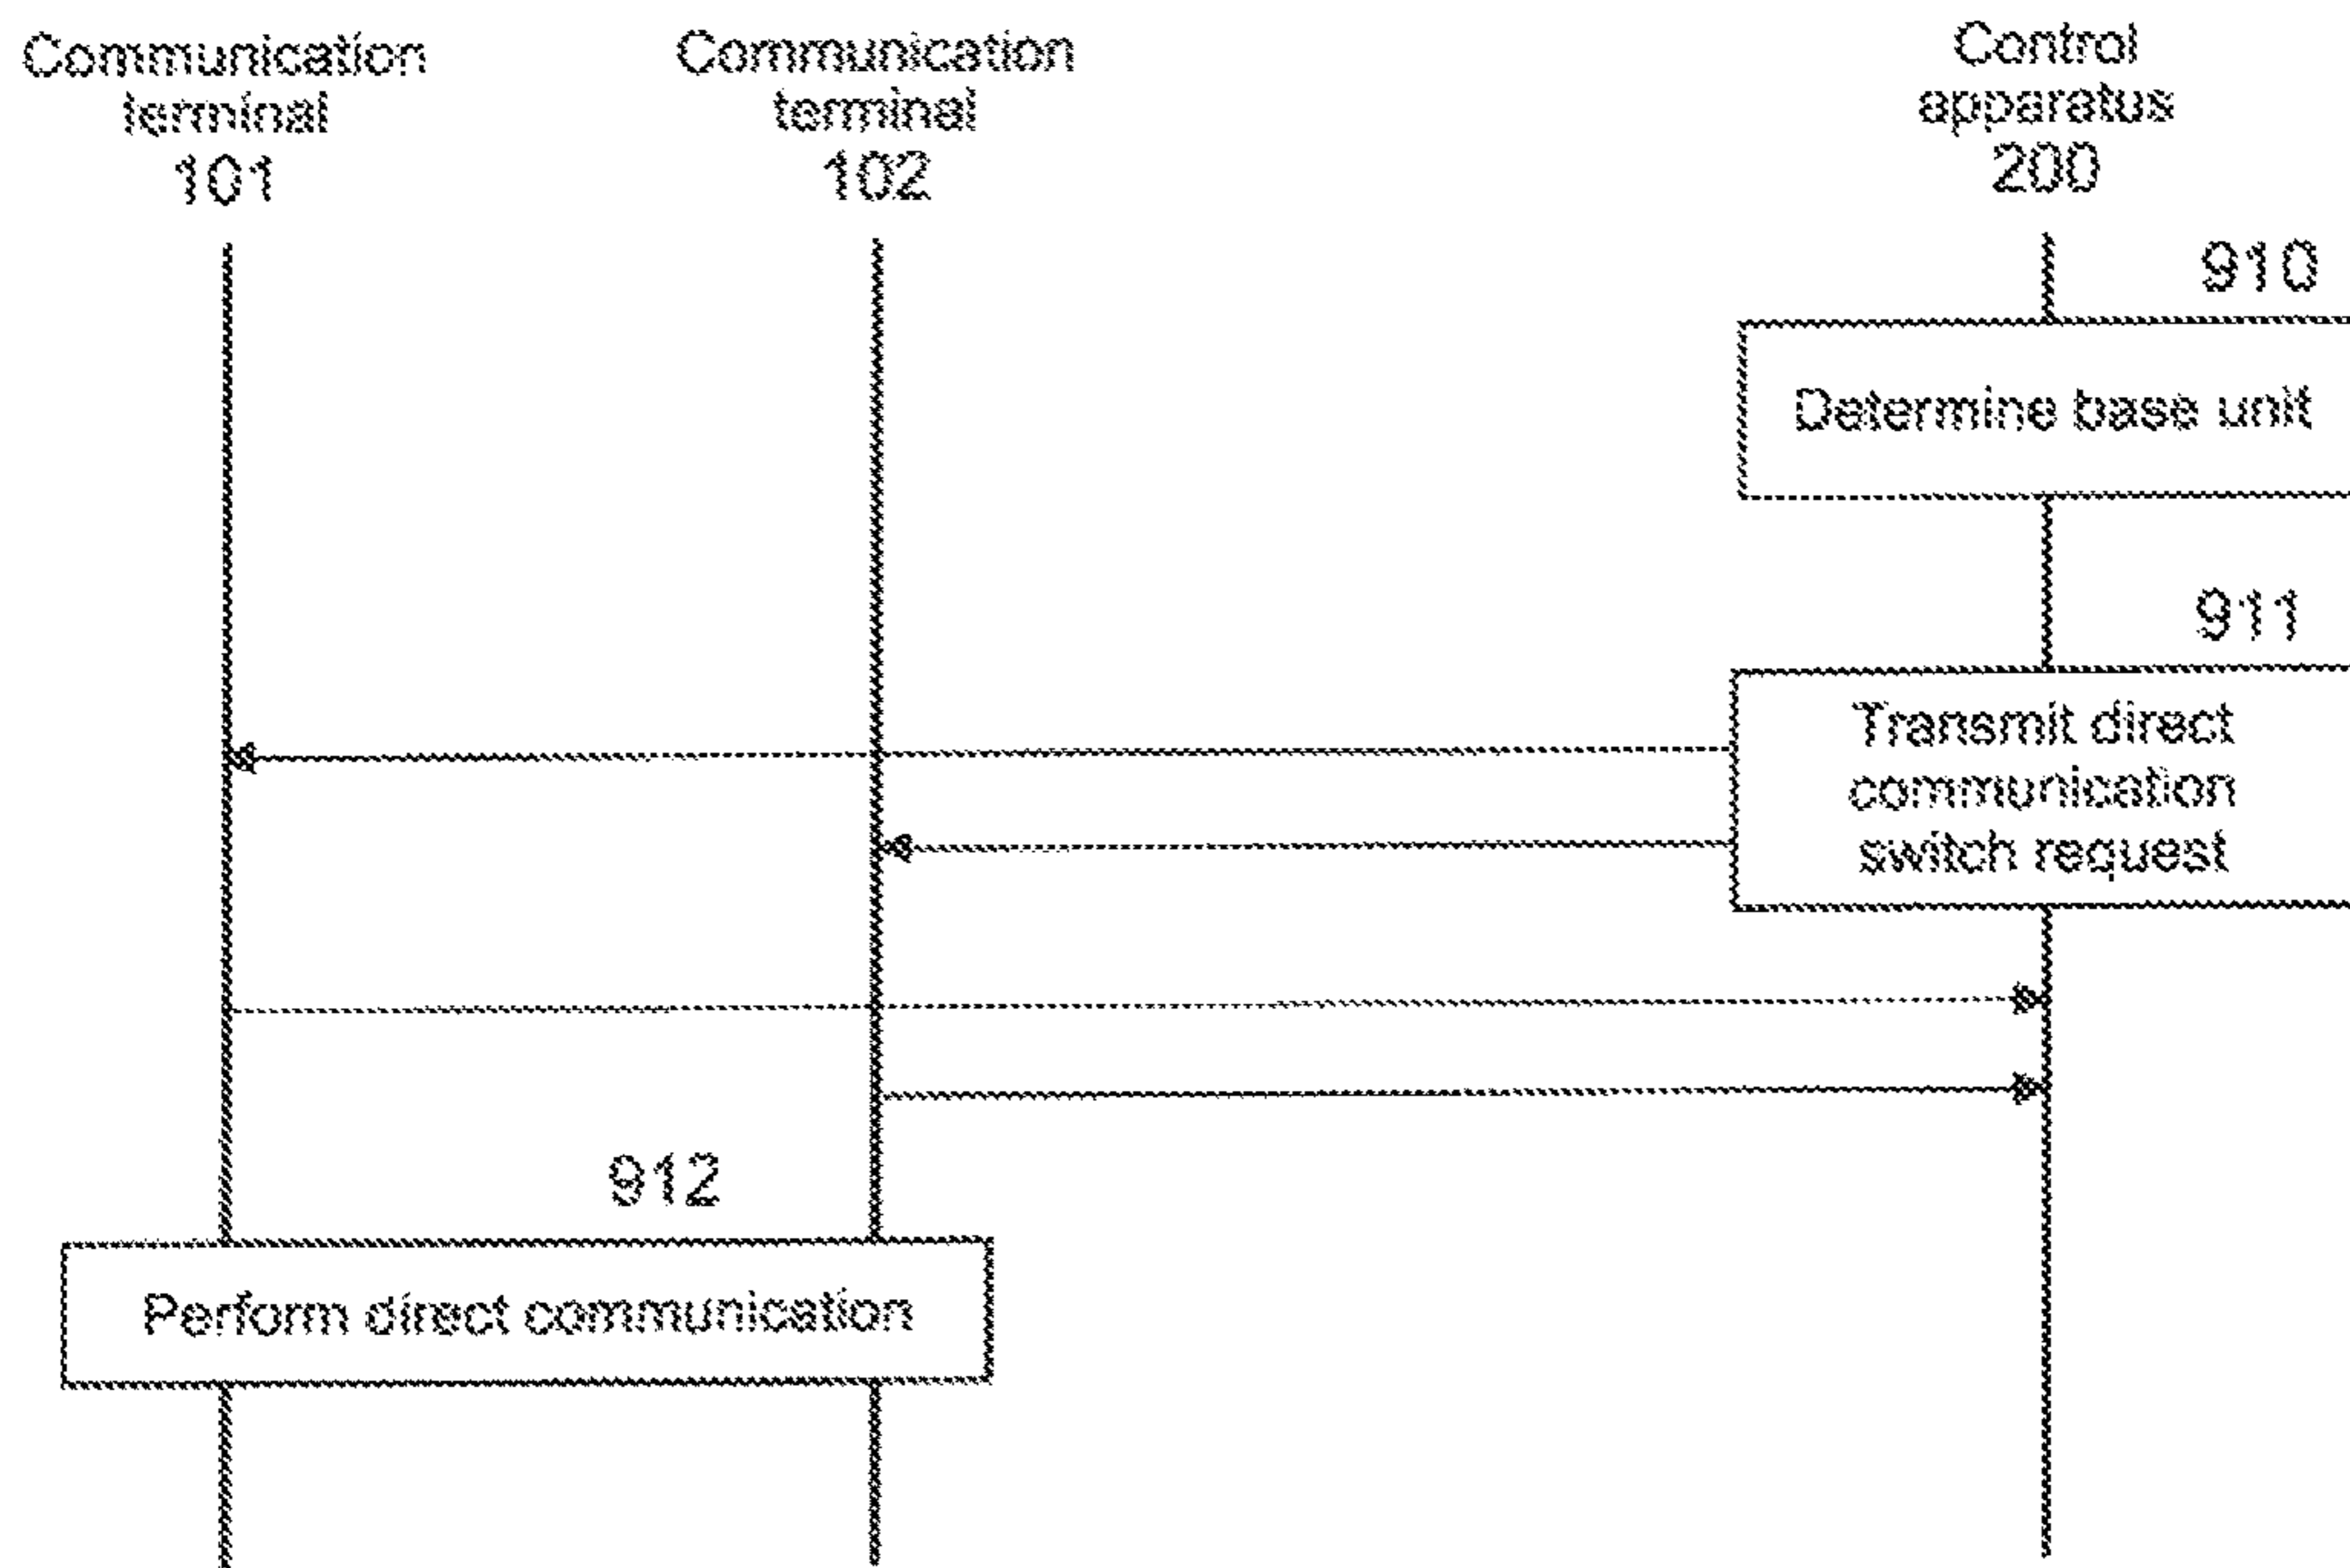 Communication
terminal
101
Communication
terminal
102
Control
apparatus
200
910
Determine base unit
911
Transmit direct
communication
switch request
912
Perform direct communication